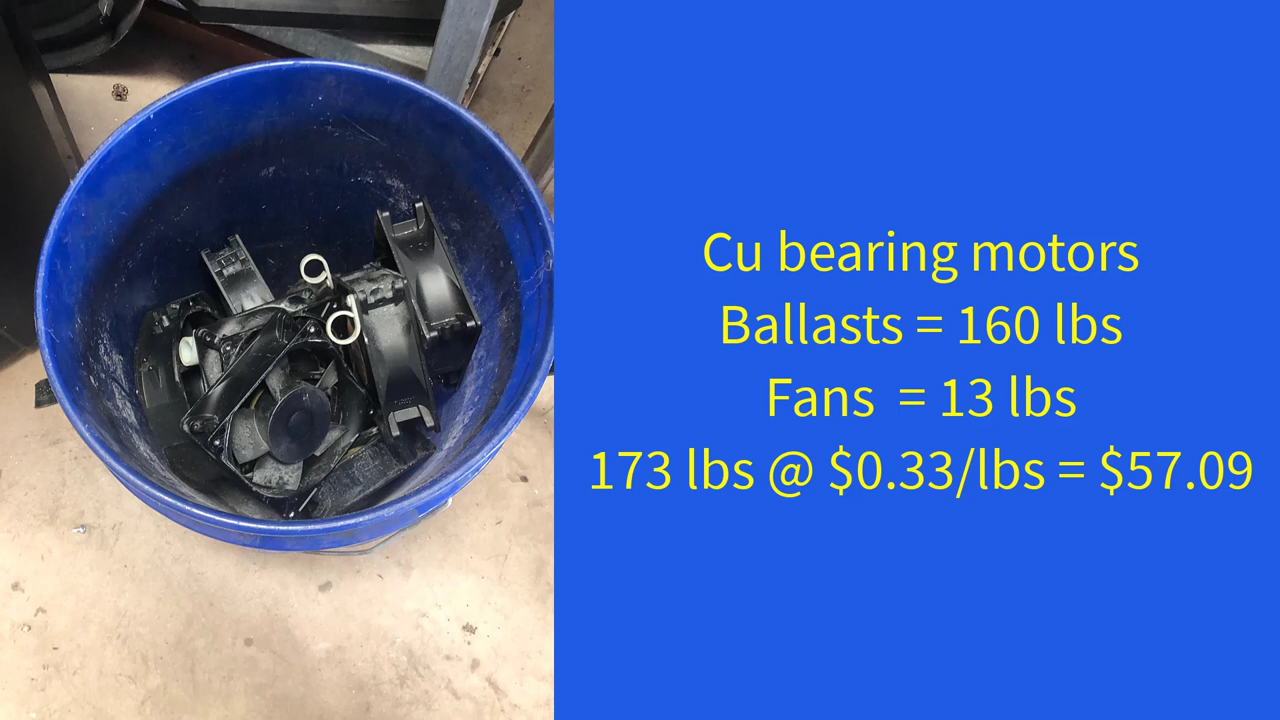 Cu bearing motors
Ballasts = 160 lbs
Fans  = 13 lbs
173 lbs @ $0.33/lbs = $57.09